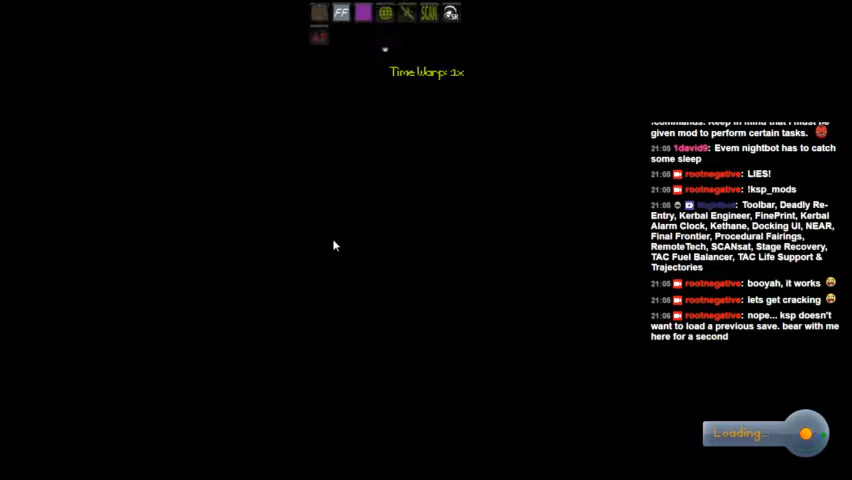 FF
SCAN
SR
Time Warp: 1x
!commands. Keep in mind that I must be
given mod to perform certain tasks.
21:05 1david9: Evem nightbot has to catch
some sleep
21:05 rootnegative: LIES!
21:05 rootnegative: !ksp_mods
21:05 Nightbot: Toolbar, Deadly Re-
Entry, Kerbal Engineer, FinePrint, Kerbal
Alarm Clock, Kethane, Docking UI, NEAR,
Final Frontier, Procedural Fairings,
RemoteTech, SCANsat, Stage Recovery,
TAC Fuel Balancer, TAC Life Support &
Trajectories
21:05 rootnegative: booyah, it works
21:05 rootnegative: lets get cracking
21:05 rootnegative: nope... ksp doesn't
want to load a previous save. bear with me
here for a second
Loading...